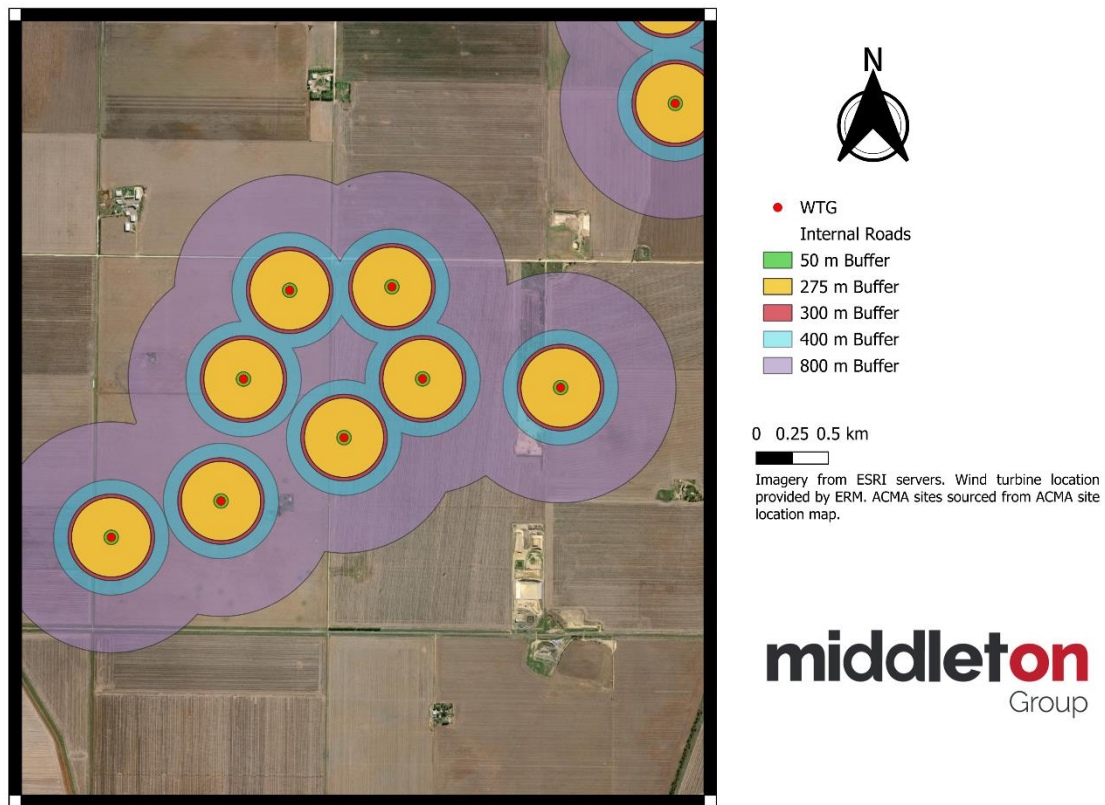 N
WTG
Internal Roads
50 m Buffer
275 m Buffer
300 m Buffer
400 m Buffer
800 m Buffer
0 0.25 0.5 km
Imagery from ESRI servers. Wind turbine location
provided by ERM. ACMA sites sourced from ACMA site
location map.
middleton
Group